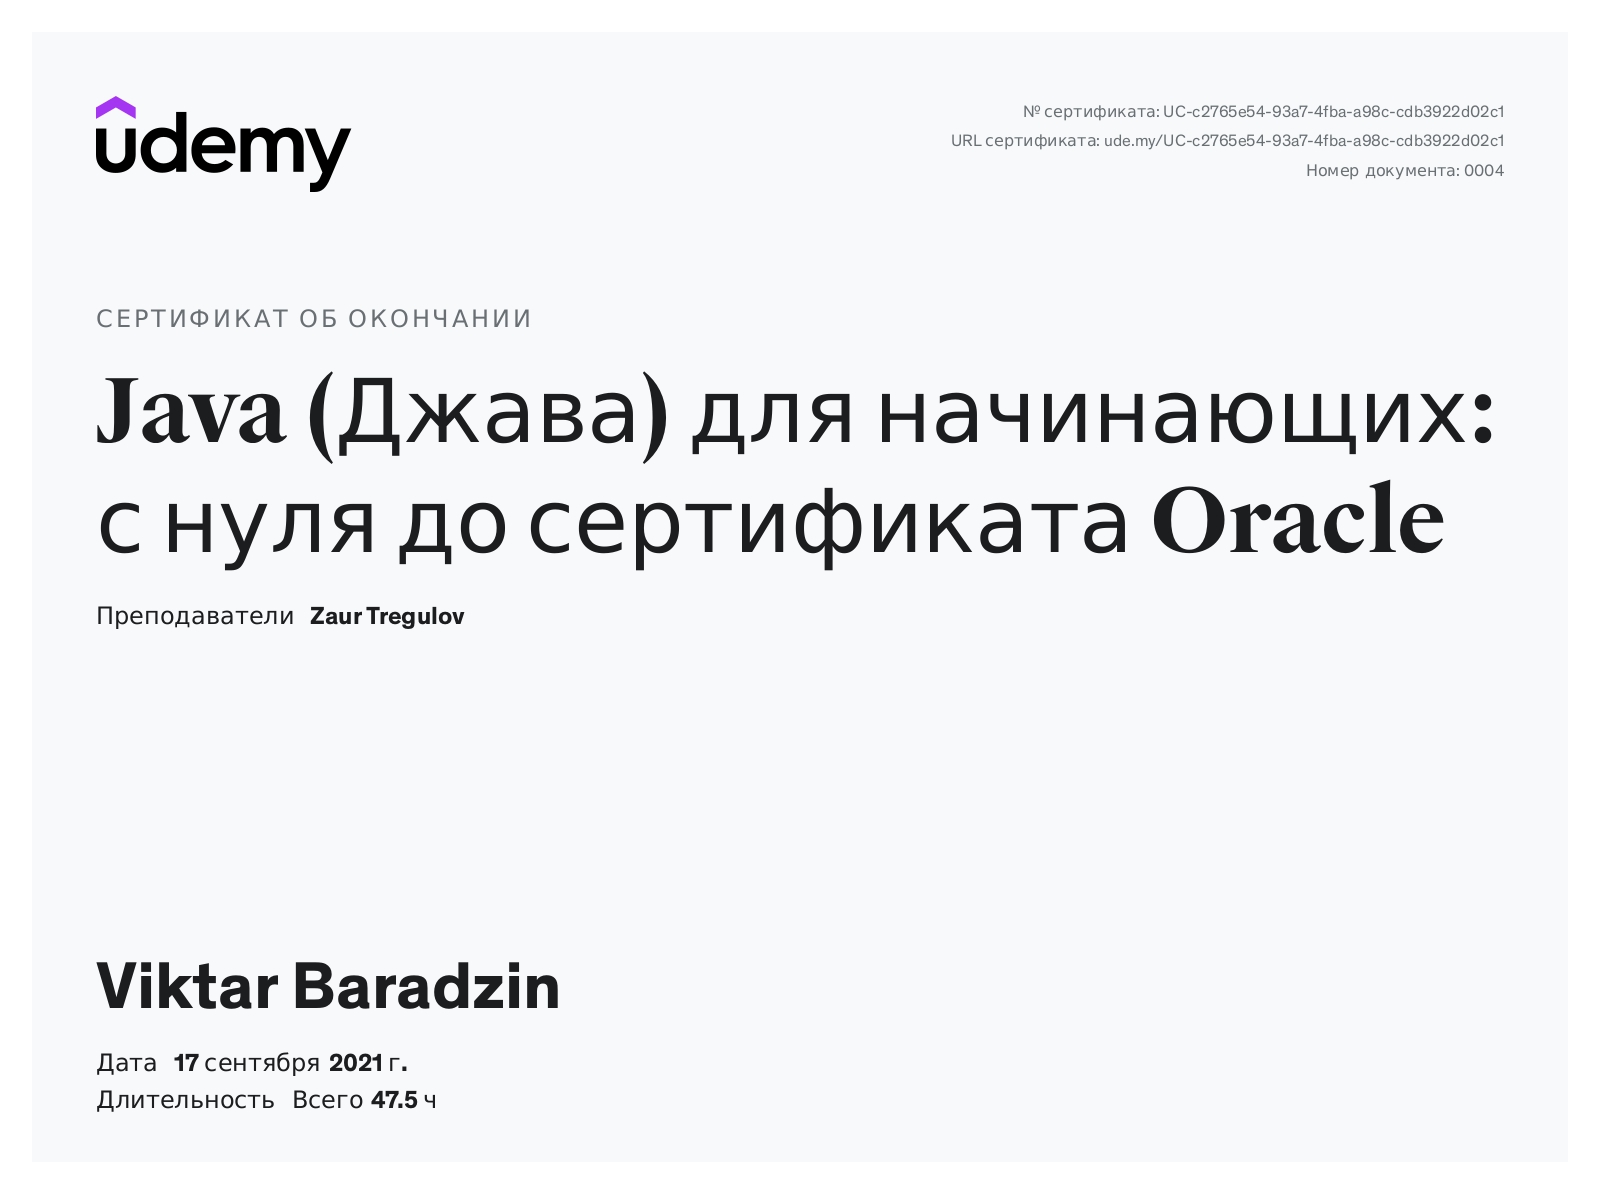 udemy
№ сертификата: UC-c2765e54-93a7-4fba-a98c-cdb3922d02c1
URL сертификата: ude.my/UC-c2765e54-93a7-4fba-a98c-cdb3922d02c1
Номер документа: 0004
СЕРТИФИКАТ ОБ ОКОНЧАНИИ
Java (Джава) для начинающих:
с нуля до сертификата Oracle
Преподаватели Zaur Tregulov
Viktar Baradzin
Дата 17 сентября 2021 г.
Длительность Всего 47.5 ч